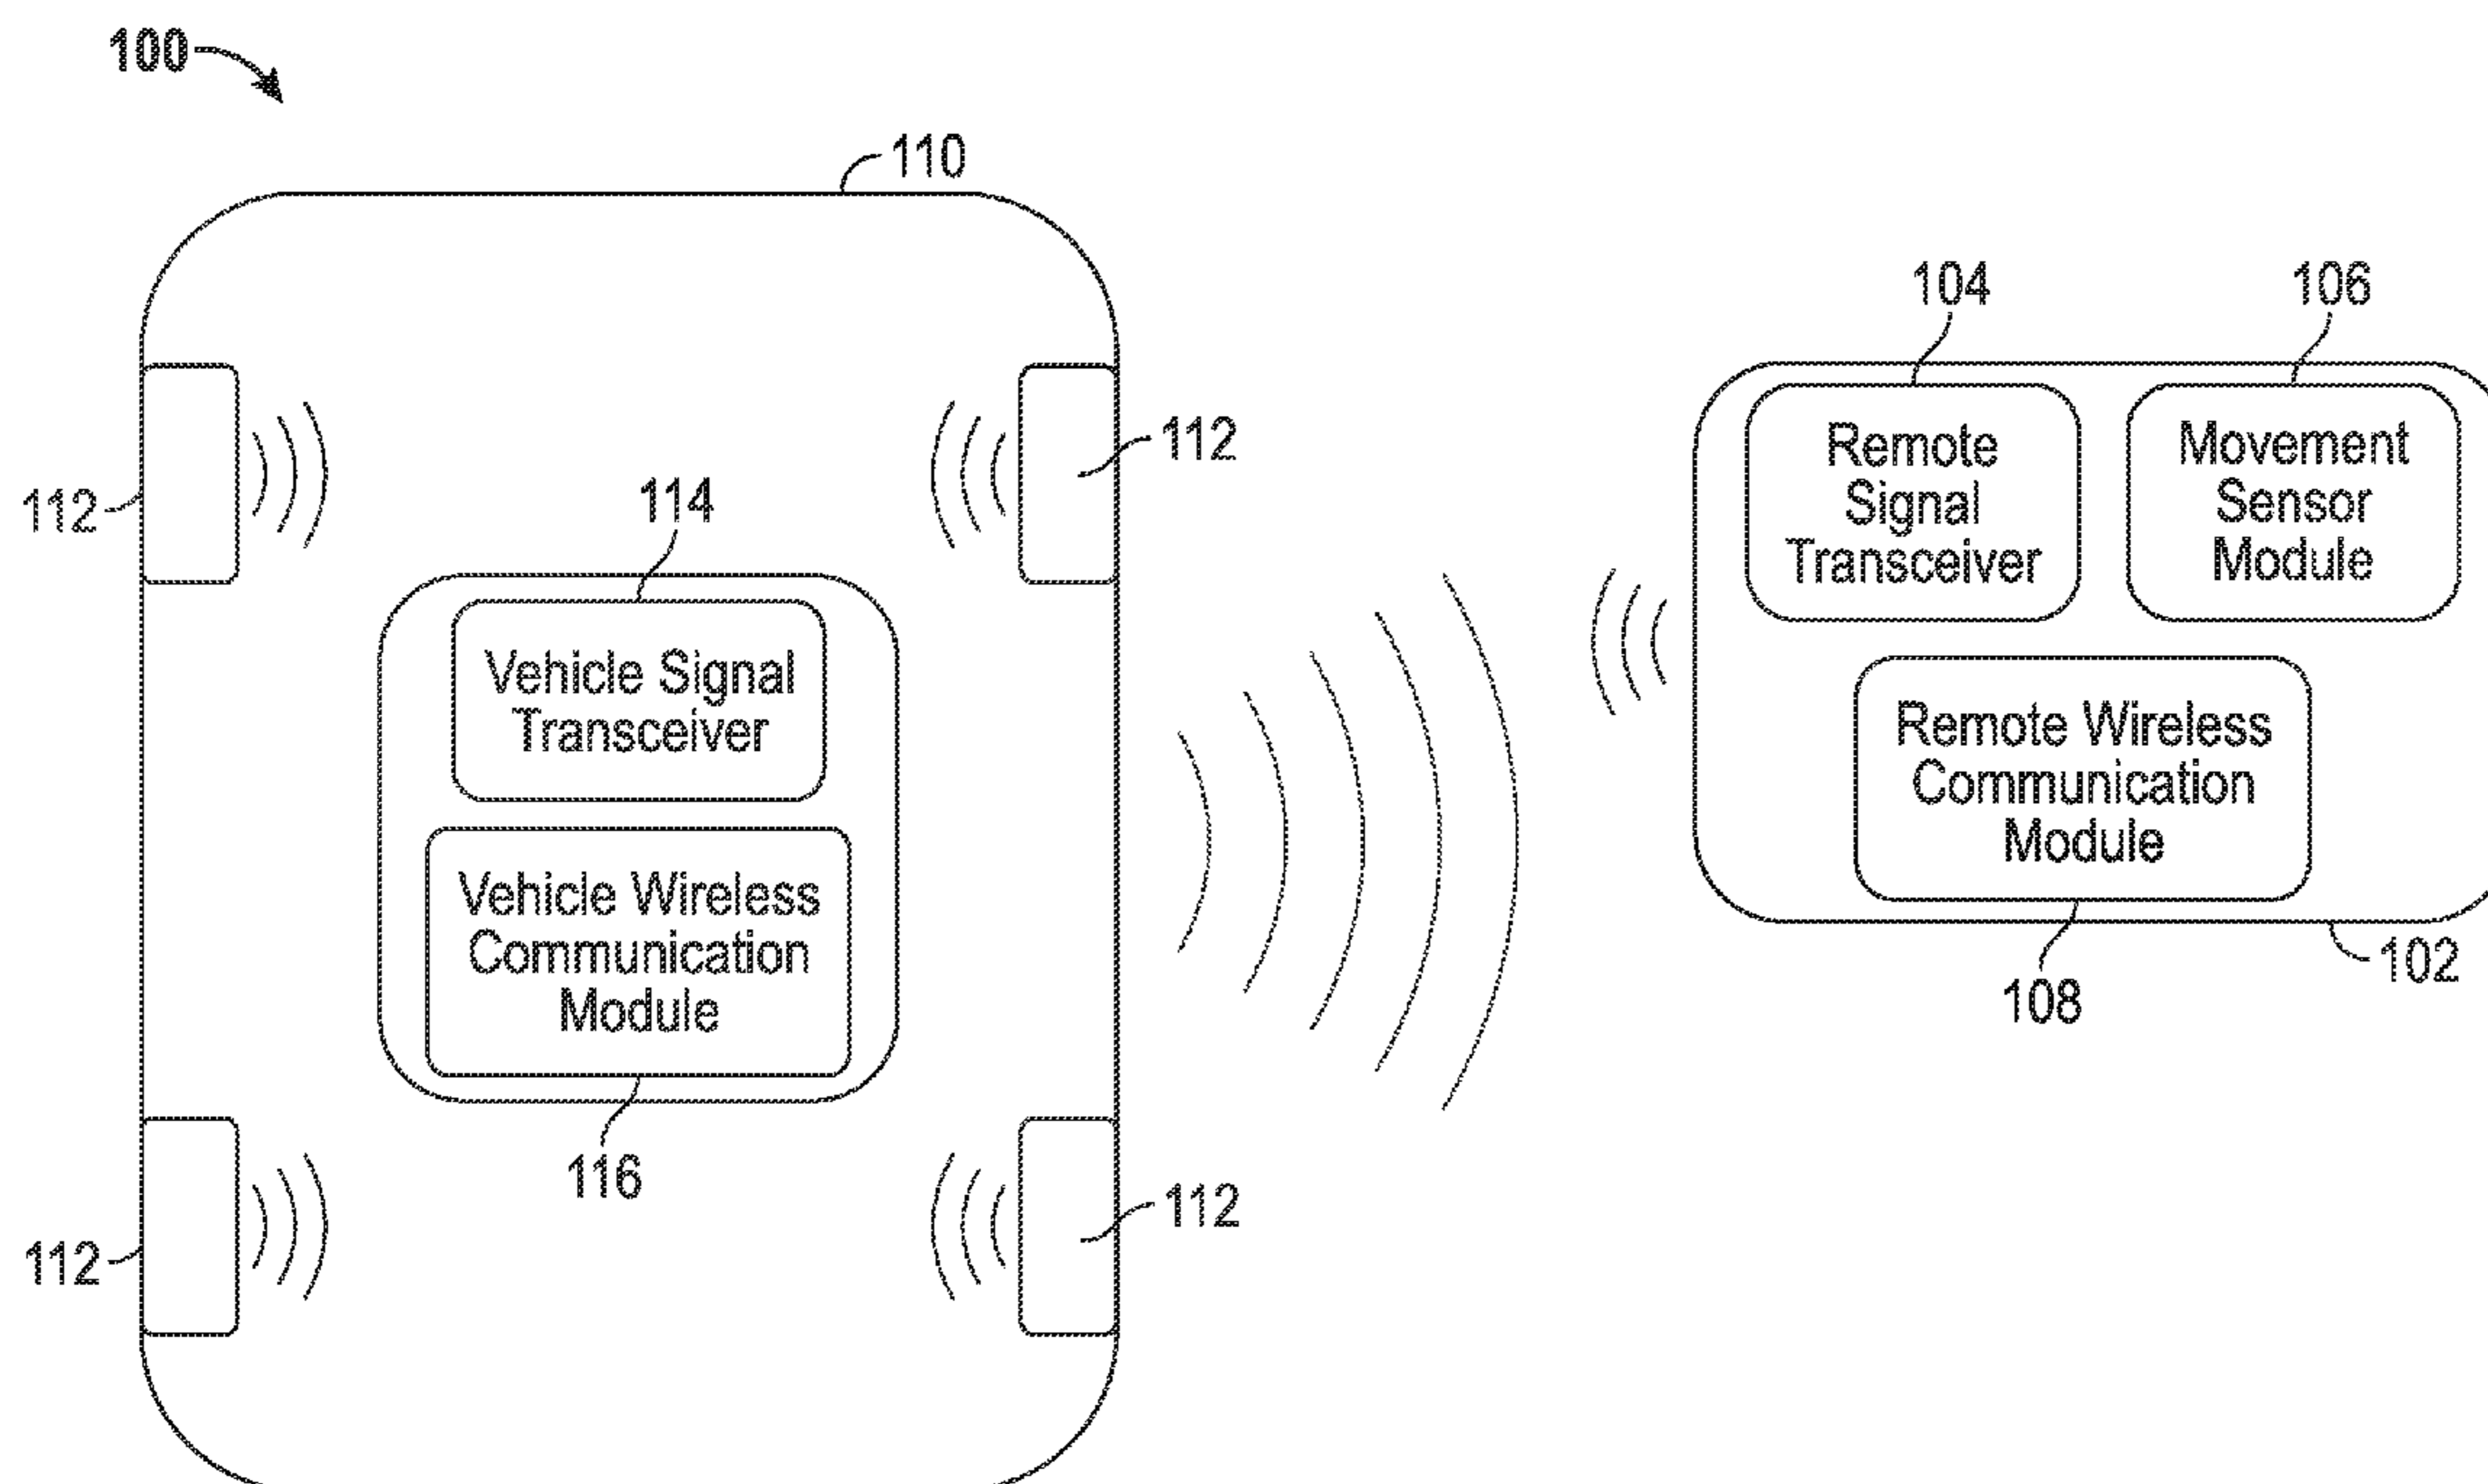 100
110
104
106
112
112
114
Remote
Signal
Transceiver
Movement
Sensor
Module
Vehicle Signal
Transceiver
Remote Wireless
Communication
Module
Vehicle Wireless
Communication
Module
102
108
116
112
112